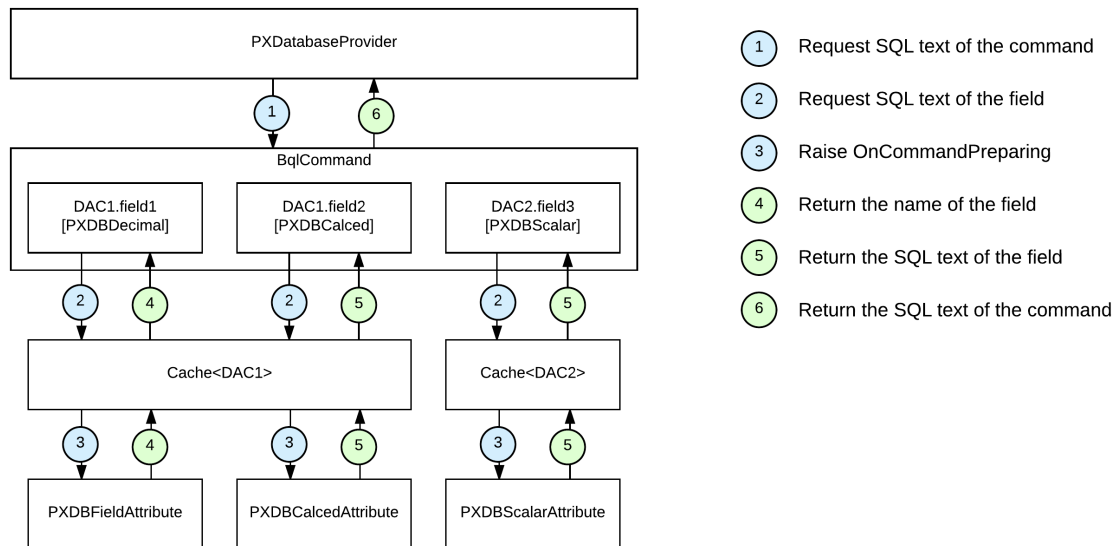 PXDatabaseProvider
1
6
BqlCommand
DAC1.field1
[PXDBDecimal]
DAC1.field2
[PXDBCalced]
DAC2.field3
[PXDBScalar]
2
4
2
5
2
5
Cache<DAC1>
Cache<DAC2>
3
4
3
5
3
5
PXDBFieldAttribute
PXDBCalcedAttribute
PXDBScalarAttribute
1 Request SQL text of the command
2 Request SQL text of the field
3 Raise OnCommandPreparing
4 Return the name of the field
5 Return the SQL text of the field
6 Return the SQL text of the command